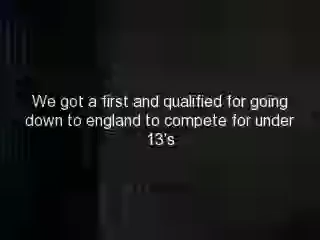 We got a first and qualified for going
down to england to compete for under
13's